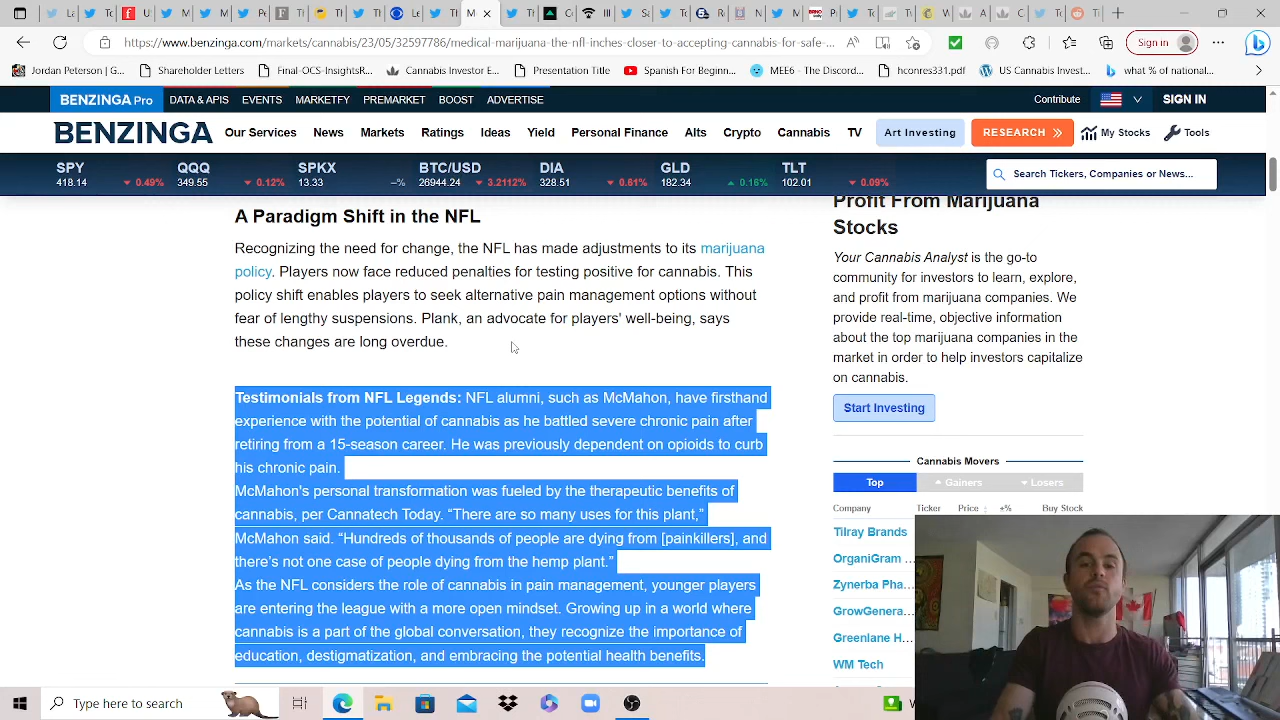 https://www.benzinga.com/markets/cannabis/23/05/32597786/medical-marijuana-the-nfl-inches-closer-to-accepting-cannabis-for-safe-...
Sign in
Jordan Peterson | G...
Shareholder Letter
Final-OCS-InsightsR...
Cannabis Investor E...
Presentation Title
Spanish For Beginn...
MEE6 - The Discord...
hconres331.pdf
US Cannabis Invest...
what % of national...
BENZINGA Pro
DATA & APIS
EVENTS
MARKETFY
PREMARKET
BOOST
ADVERTISE
Contribute
SIGN IN
BENZINGA
Our Services
News
Markets
Ratings
Ideas
Yield
Personal Finance
Alts
Crypto
Cannabis
TV
Art Investing
RESEARCH
My Stocks
Tools
SPY
418.14
0.49%
QQQ
349.55
0.12%
SPKX
13.33
–%
BTC/USD
26944.24
3.2112%
DIA
328.51
0.61%
GLD
182.34
0.16%
TLT
102.01
0.09%
Search Tickers, Companies or News...
A Paradigm Shift in the NFL
Recognizing the need for change, the NFL has made adjustments to its marijuana
policy. Players now face reduced penalties for testing positive for cannabis. This
policy shift enables players to seek alternative pain management options without
fear of lengthy suspensions. Plank, an advocate for players' well-being, says
these changes are long overdue.
Testimonials from NFL Legends: NFL alumni, such as McMahon, have firsthand
experience with the potential of cannabis as he battled severe chronic pain after
retiring from a 15-season career. He was previously dependent on opioids to curb
his chronic pain.
McMahon's personal transformation was fueled by the therapeutic benefits of
cannabis, per Cannatech Today. “There are so many uses for this plant,”
McMahon said. “Hundreds of thousands of people are dying from [painkillers], and
there’s not one case of people dying from the hemp plant.”
As the NFL considers the role of cannabis in pain management, younger players
are entering the league with a more open mindset. Growing up in a world where
cannabis is a part of the global conversation, they recognize the importance of
education, destigmatization, and embracing the potential health benefits.
Profit From Marijuana
Stocks
Your Cannabis Analyst is the go-to
community for investors to learn, explore,
and profit from marijuana companies. We
provide real-time, objective information
about the top marijuana companies in the
market in order to help investors capitalize
on cannabis.
Start Investing
Cannabis Movers
Top
Gainers
Losers
Company
Ticker
Price
±%
Buy Stock
Tilray Brands
OrganiGram ...
Zynerba Pha...
GrowGenera...
Greenlane H...
WM Tech
Type here to search